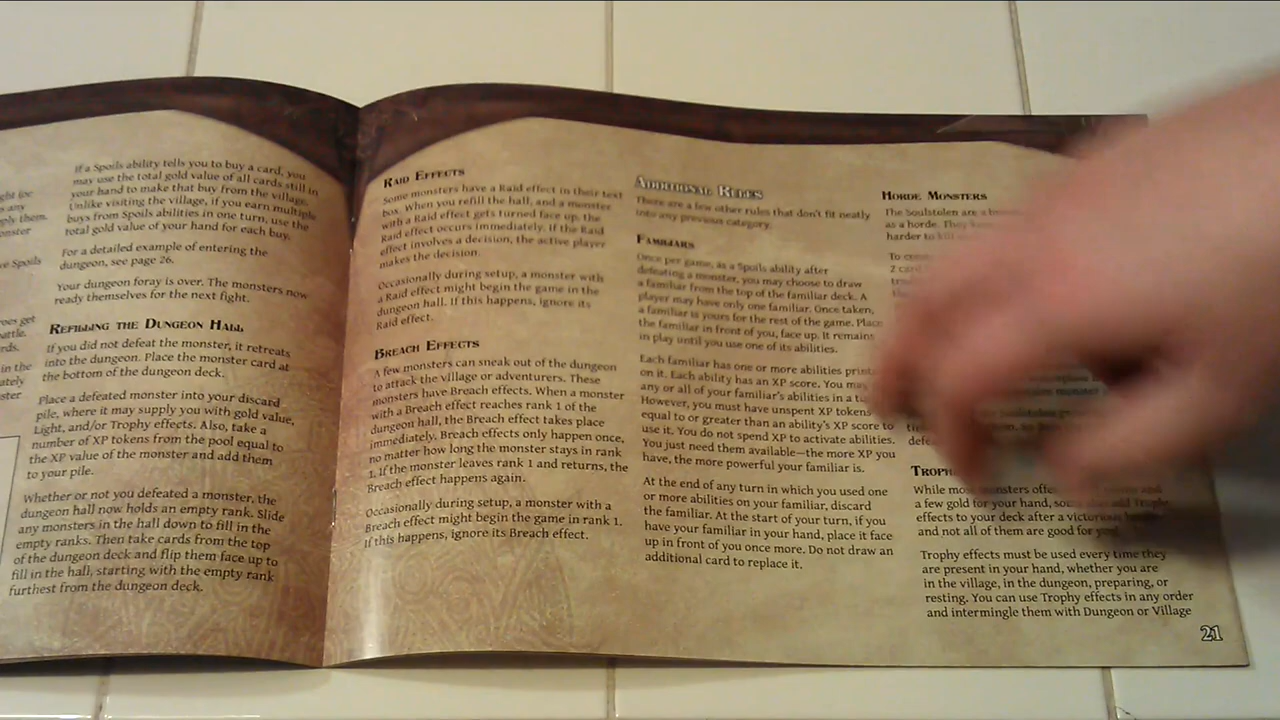 ght (or
s any
ply them.
onster
ve Spoils
roes get
attle.
rds.
in the
ately
ster
If a Spoils ability tells you to buy a card, you
may use the total gold value of all cards still in
your hand to make that buy from the village.
Unlike visiting the village, if you earn multiple
buys from Spoils abilities in one turn, use the
total gold value of your hand for each buy.
For a detailed example of entering the
dungeon, see page 26.
Your dungeon foray is over. The monsters now
ready themselves for the next fight.
Refilling the Dungeon Hall
If you did not defeat the monster, it retreats
into the dungeon. Place the monster card at
the bottom of the dungeon deck.
Place a defeated monster into your discard
pile, where it may supply you with gold value,
Light, and/or Trophy effects. Also, take a
number of XP tokens from the pool equal to
the XP value of the monster and add them
to your pile.
Whether or not you defeated a monster, the
dungeon hall now holds an empty rank. Slide
any monsters in the hall down to fill in the
empty ranks. Then take cards from the top
of the dungeon deck and flip them face up to
fill in the hall, starting with the empty rank
furthest from the dungeon deck.
Raid Effects
Some monsters have a Raid effect in their text
box. When you refill the hall, and a monster
with a Raid effect gets turned face up, the
Raid effect occurs immediately. If the Raid
effect involves a decision, the active player
makes the decision.
Occasionally during setup, a monster with
a Raid effect might begin the game in the
dungeon hall. If this happens, ignore its
Raid effect.
Breach Effects
A few monsters can sneak out of the dungeon
to attack the village or adventurers. These
monsters have Breach effects. When a monster
with a Breach effect reaches rank 1 of the
dungeon hall, the Breach effect takes place
immediately. Breach effects only happen once,
no matter how long the monster stays in rank
1. If the monster leaves rank 1 and returns, the
Breach effect happens again.
Occasionally during setup, a monster with a
Breach effect might begin the game in rank 1.
If this happens, ignore its Breach effect.
Additional Rules
There are a few other rules that don't fit neatly
into any previous category.
Familiars
Once per game, as a Spoils ability after
defeating a monster, you may choose to draw
a familiar from the top of the familiar deck. A
player may have only one familiar. Once taken,
a familiar is yours for the rest of the game. Place
the familiar in front of you, face up. It remains
in play until you use one of its abilities.
Each familiar has one or more abilities print
on it. Each ability has an XP score. You may
any or all of your familiar's abilities in a tu
However, you must have unspent XP tokens
equal to or greater than an ability's XP score to
use it. You do not spend XP to activate abilities.
You just need them available—the more XP you
have, the more powerful your familiar is.
At the end of any turn in which you used one
or more abilities on your familiar, discard
the familiar. At the start of your turn, if you
have your familiar in your hand, place it face
up in front of you once more. Do not draw an
additional card to replace it.
Horde Monsters
The Soulstolen are a
as a horde. They
harder to kill
2 card
defe
Troph
While most monsters offe
a few gold for your hand, some add Trophy
effects to your deck after a victorious
and not all of them are good for you
Trophy effects must be used every time they
are present in your hand, whether you are
in the village, in the dungeon, preparing, or
resting. You can use Trophy effects in any order
and intermingle them with Dungeon or Village
21